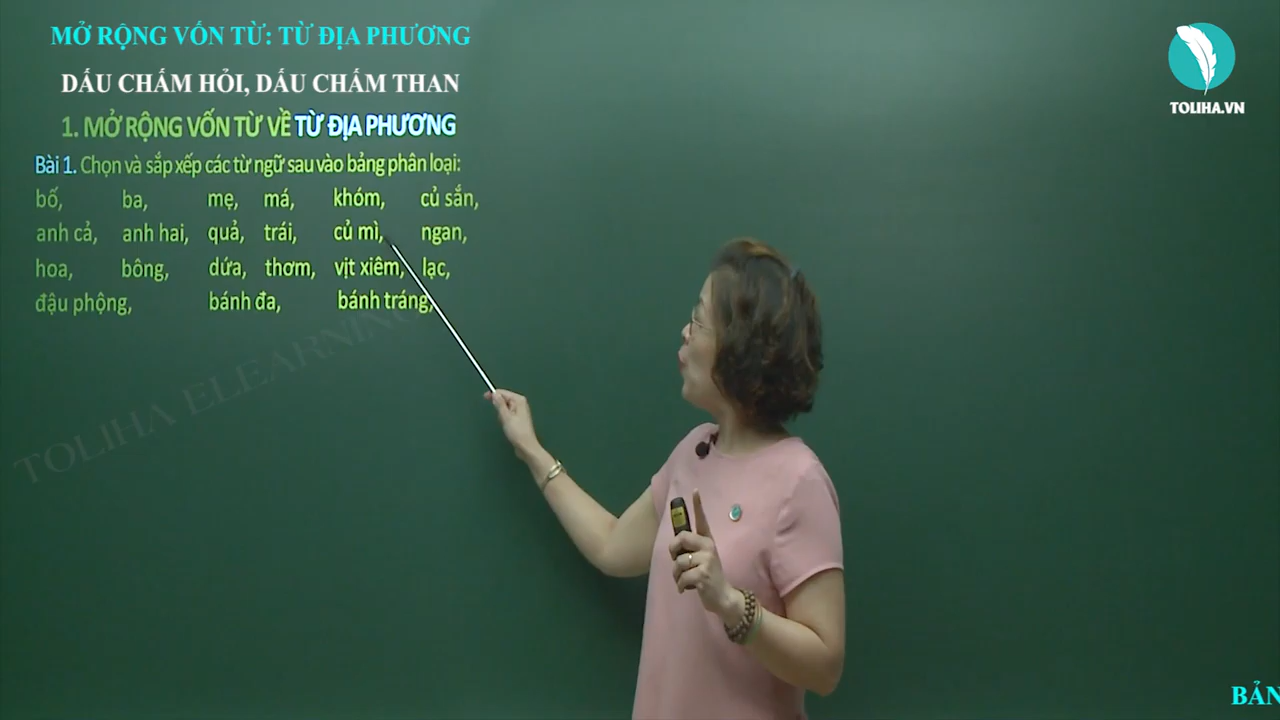 MỞ RỘNG VỐN TỪ: TỪ ĐỊA PHƯƠNG
DẤU CHẤM HỎI, DẤU CHẤM THAN
TOLIHA.VN
1. MỞ RỘNG VỐN TỪ VỀ TỪ ĐỊA PHƯƠNG
Bài 1. Chọn và sắp xếp các từ ngữ sau vào bảng phân loại:
bố, ba, mẹ, má, khóm, củ sắn,
anh cả, anh hai, quả, trái, củ mì, ngan,
hoa, bông, dứa, thơm, vịt xiêm, lạc,
đậu phộng, bánh đa, bánh tráng,
TOLIHA ELEARNING